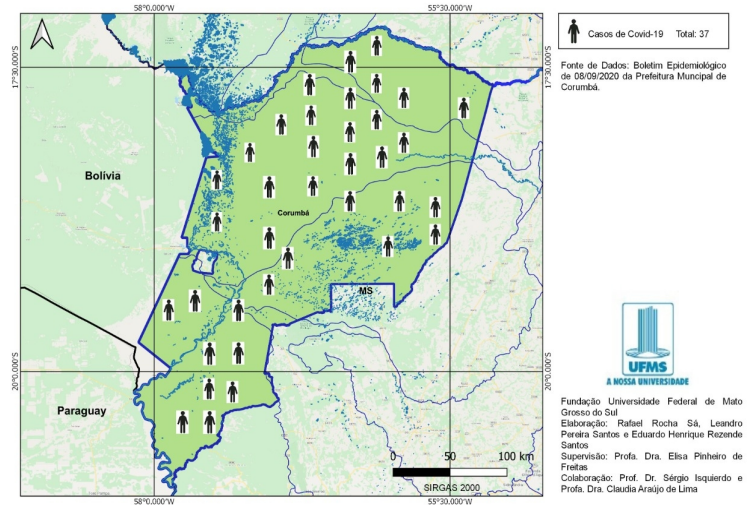 58°0.000'W
55°30.000'W
17°30.000'S
17°30.000'S
Bolívia
Corumbá
MS
20°0.000'S
20°0.000'S
Paraguay
0 50 100 km
SIRGAS 2000
58°0.000'W
55°30.000'W
Casos de Covid-19 Total: 37
Fonte de Dados: Boletim Epidemiológico
de 08/09/2020 da Prefeitura Muncipal de
Corumbá.
UFMS
A NOSSA UNIVERSIDADE
Fundação Universidade Federal de Mato
Grosso do Sul
Elaboração: Rafael Rocha Sá, Leandro
Pereira Santos e Eduardo Henrique Rezende
Santos
Supervisão: Profa. Dra. Elisa Pinheiro de
Freitas
Colaboração: Prof. Dr. Sérgio Isquierdo e
Profa. Dra. Claudia Araújo de Lima